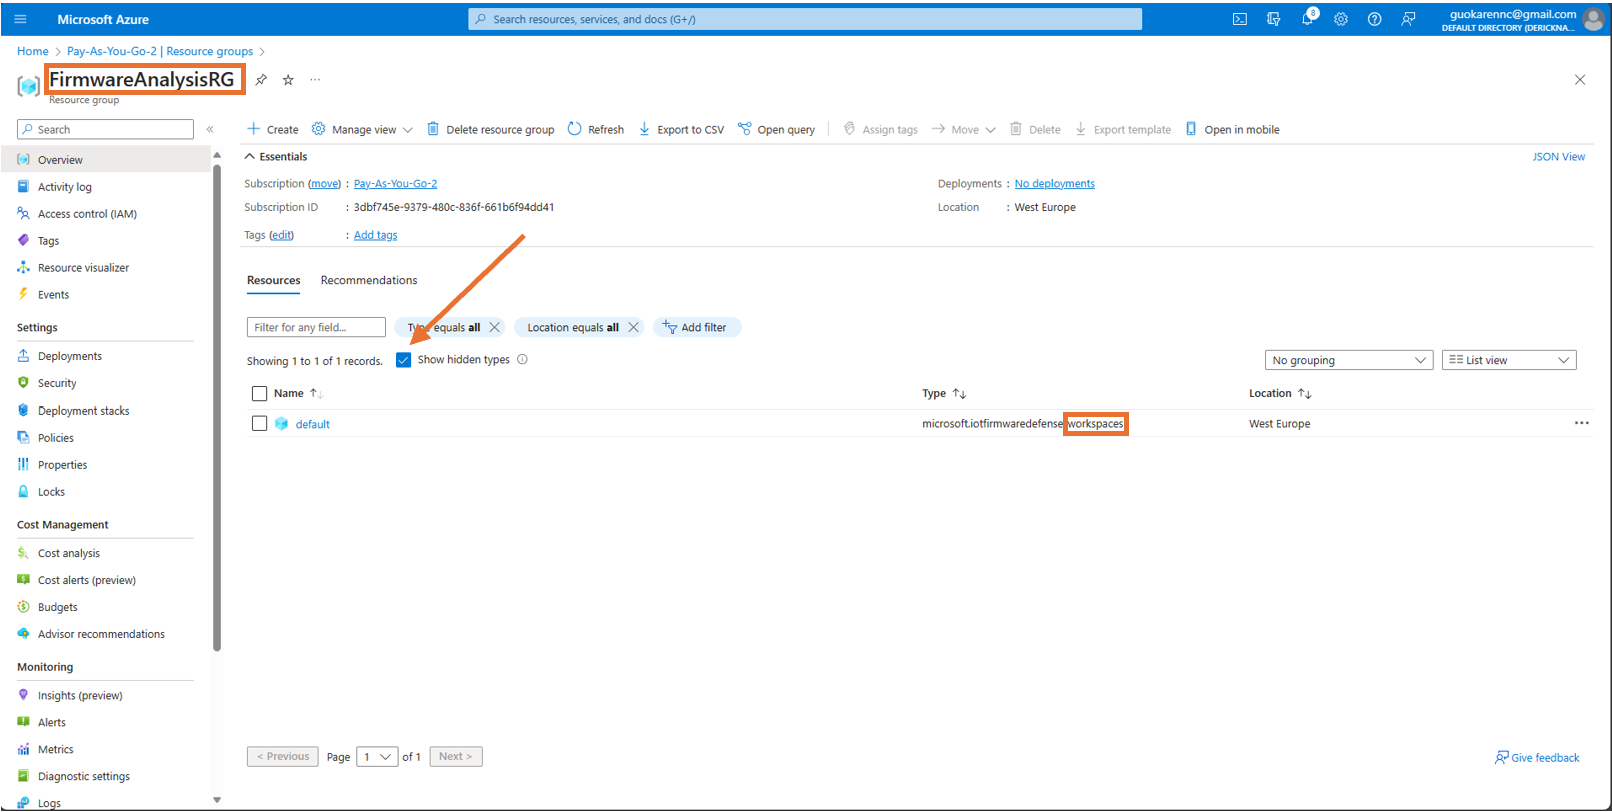 Microsoft Azure
Search resources, services, and docs (G+/)
8
guokarennc@gmail.com
DEFAULT DIRECTORY (DERICKNA...
Home > Pay-As-You-Go-2 | Resource groups >
FirmwareAnalysisRG
Resource group
Search
«
Create
Manage view
Delete resource group
Refresh
Export to CSV
Open query
Assign tags
Move
Delete
Export template
Open in mobile
Overview
Activity log
Access control (IAM)
Tags
Resource visualizer
Events
Settings
Deployments
Security
Deployment stacks
Policies
Properties
Locks
Cost Management
Cost analysis
Cost alerts (preview)
Budgets
Advisor recommendations
Monitoring
Insights (preview)
Alerts
Metrics
Diagnostic settings
Logs
Essentials
JSON View
Subscription (move) : Pay-As-You-Go-2
Deployments : No deployments
Subscription ID : 3dbf745e-9379-480c-836f-661b6f94dd41
Location : West Europe
Tags (edit) : Add tags
Resources
Recommendations
Filter for any field...
equals all
Location equals all
Add filter
Showing 1 to 1 of 1 records.
Show hidden types
No grouping
List view
Name
Type
Location
default
microsoft.iotfirmwaredefense/workspaces
West Europe
< Previous
Page 1 of 1
Next >
Give feedback